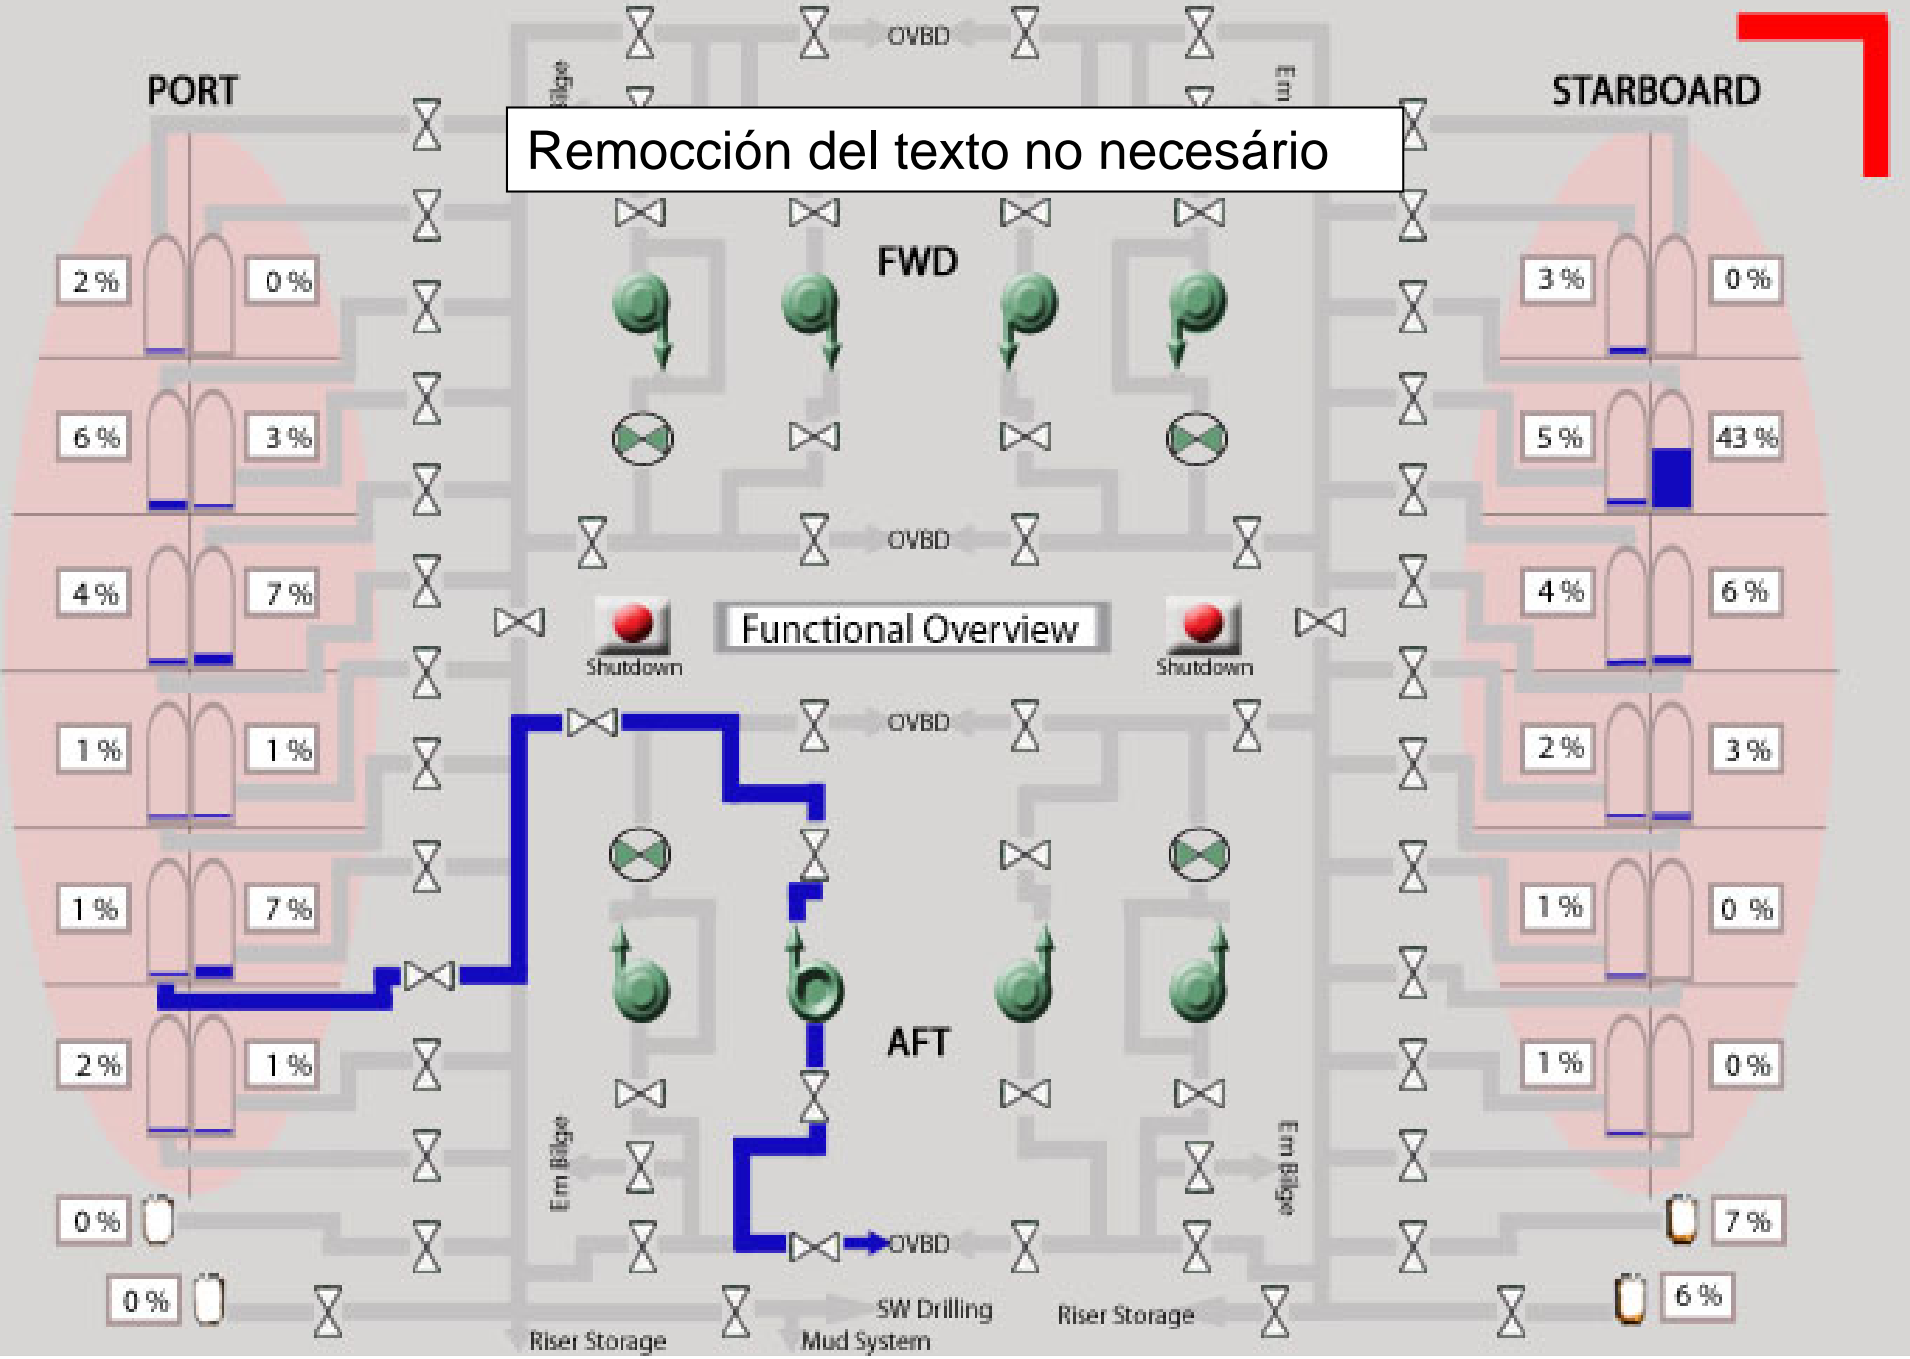 OVBD
PORT
STARBOARD
Bilge
Em
Remocción del texto no necesário
FWD
2 %
0 %
3 %
0 %
6 %
3 %
5 %
43 %
OVBD
4 %
7 %
4 %
6 %
Functional Overview
Shutdown
Shutdown
OVBD
1 %
1 %
2 %
3 %
1 %
7 %
1 %
0 %
AFT
2 %
1 %
1 %
0 %
Em Bilge
Em Bilge
0 %
7 %
OVBD
0 %
6 %
SW Drilling
Riser Storage
Riser Storage
Mud System